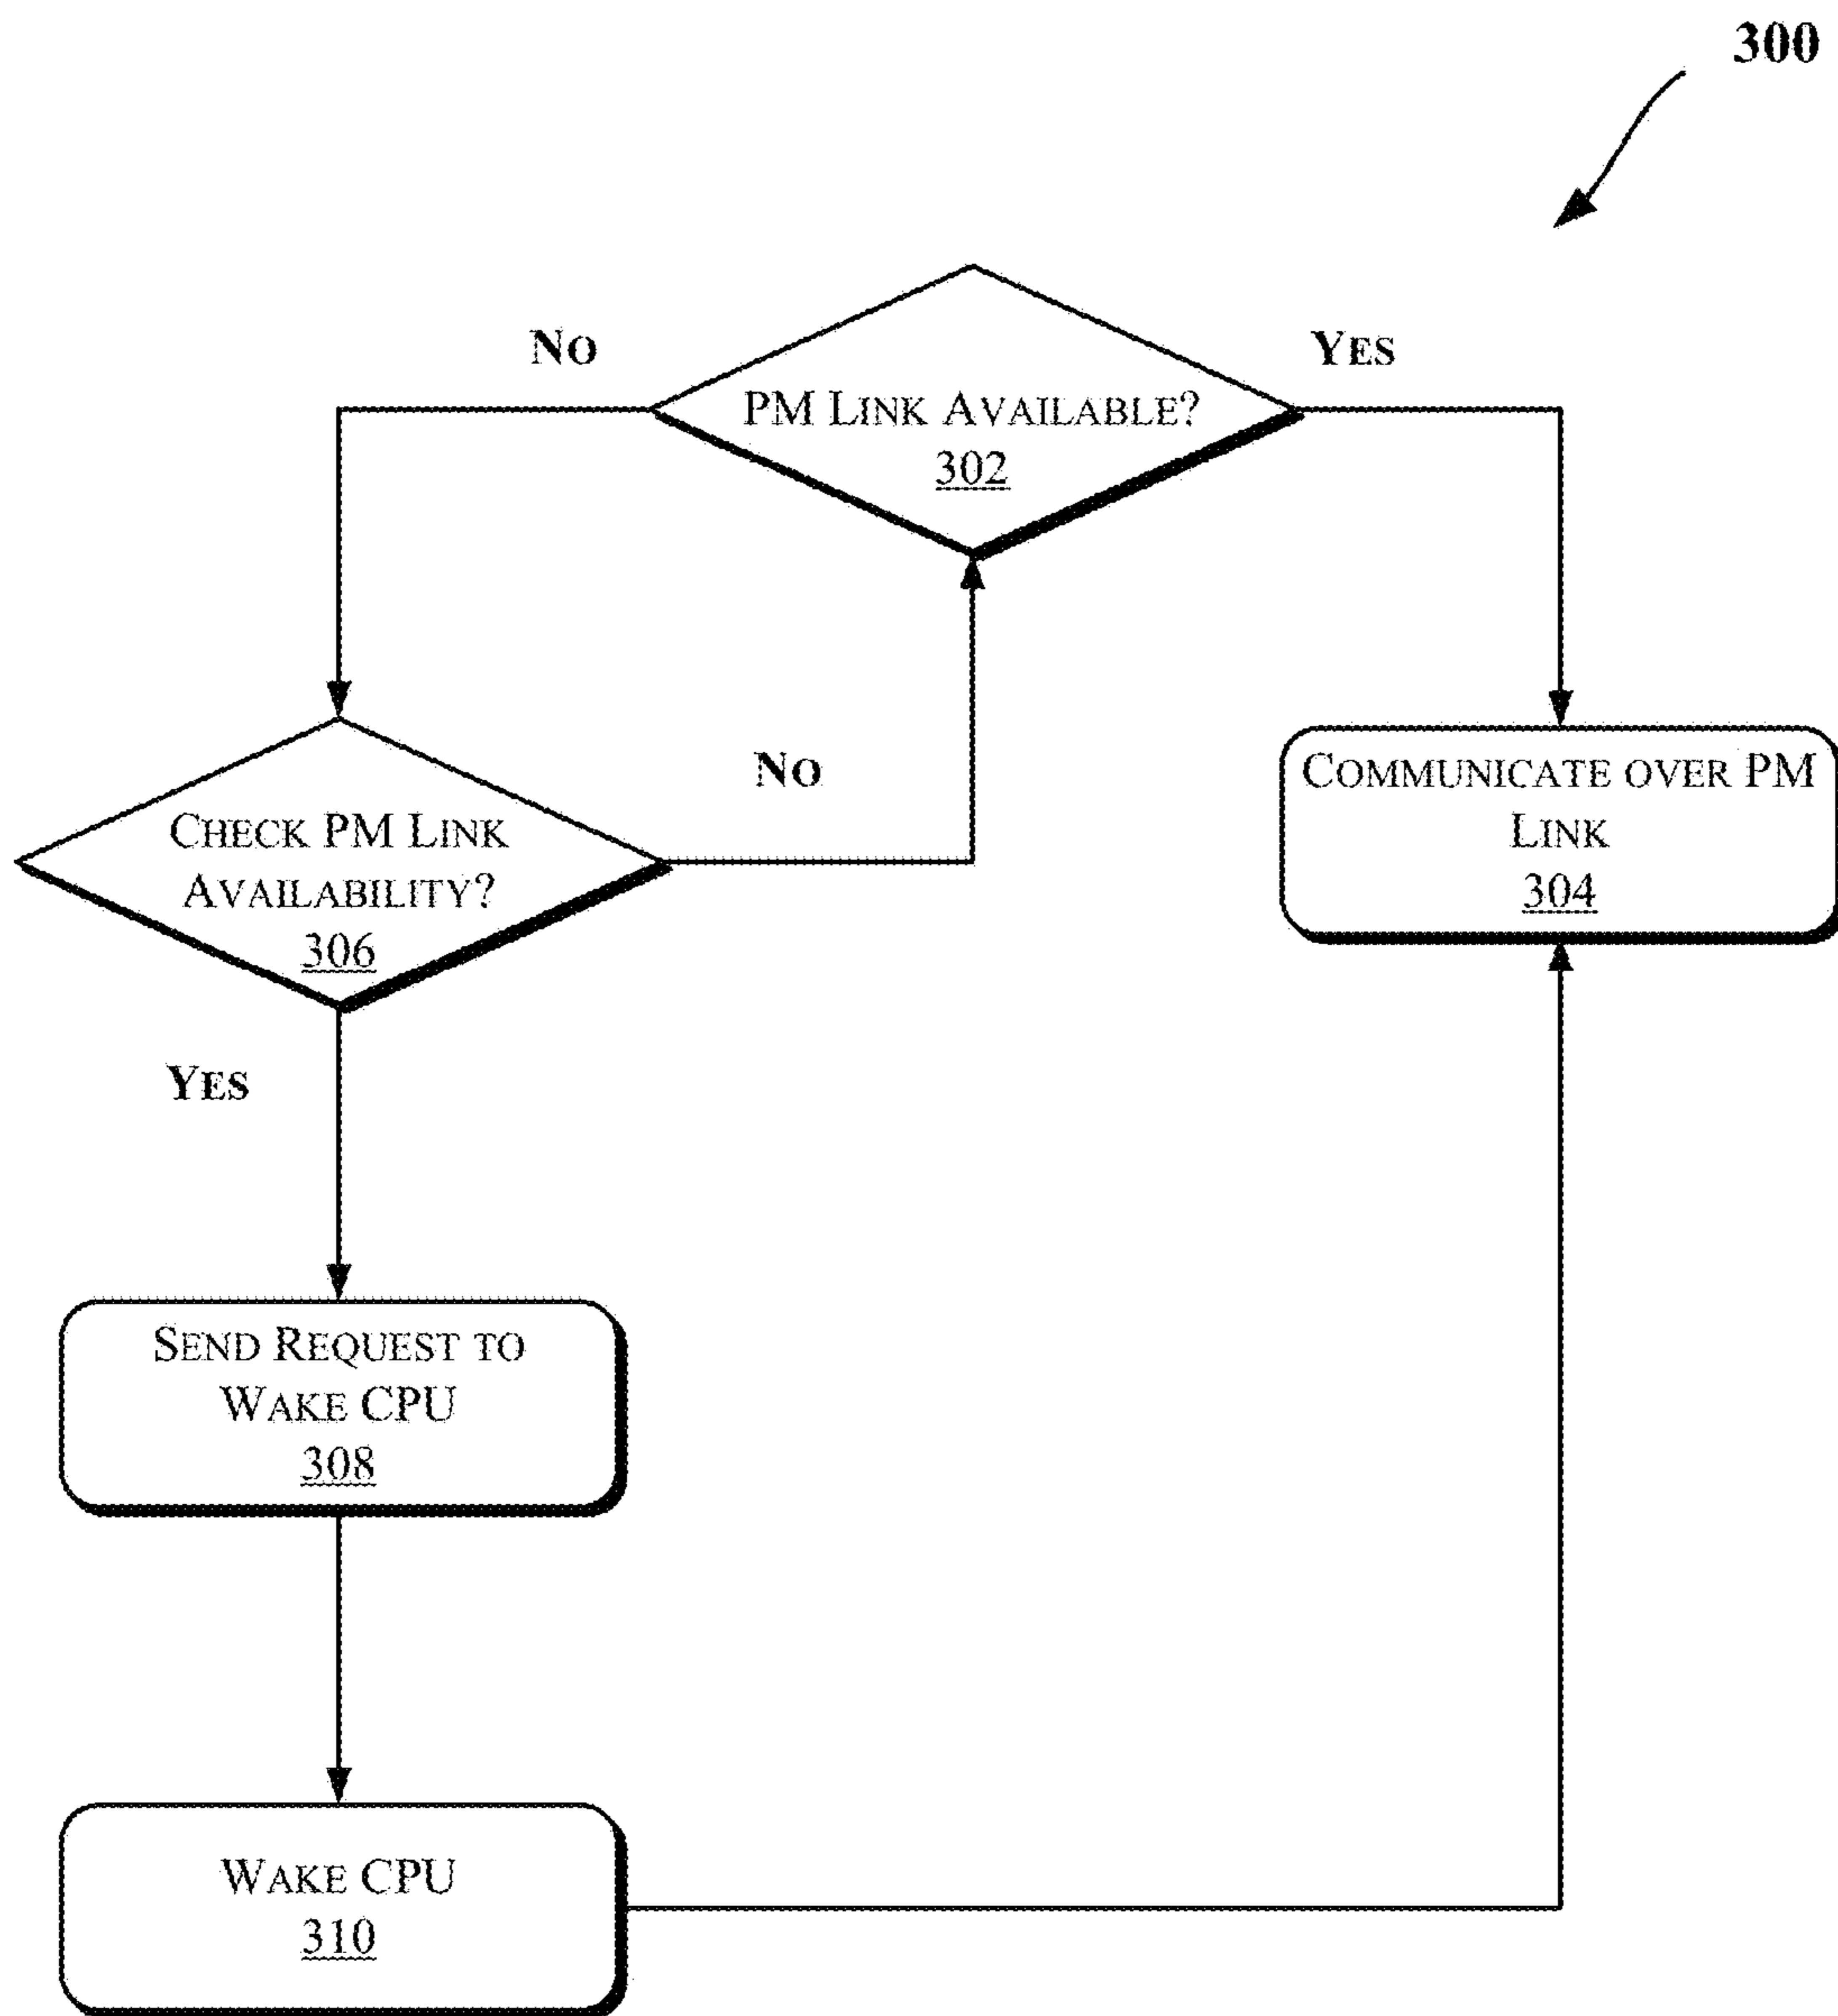 300
NO
YES
PM LINK AVAILABLE?
302
NO
CHECK PM LINK
AVAILABILITY?
306
COMMUNICATE OVER PM
LINK
304
YES
SEND REQUEST TO
WAKE CPU
308
WAKE CPU
310